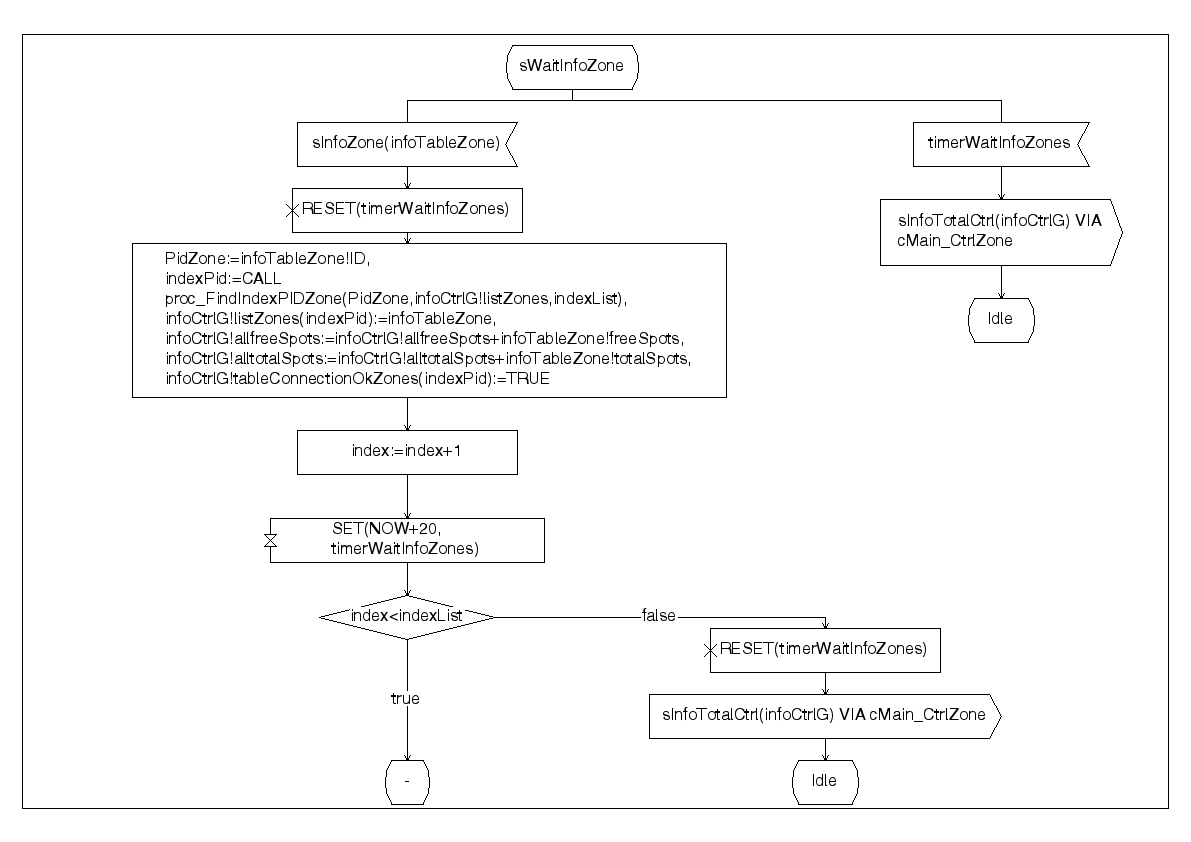 sWaitInfoZone
sInfoZone(infoTableZone)
timerWaitInfoZones
RESET(timerWaitInfoZones)
sInfoTotalCtrl(infoCtrlG) VIA
cMain_CtrlZone
PidZone:=infoTableZone!ID,
indexPid:=CALL
proc_FindIndexPIDZone(PidZone,infoCtrlG!listZones,indexList),
infoCtrlG!listZones(indexPid):=infoTableZone,
infoCtrlG!allfreeSpots:=infoCtrlG!allfreeSpots+infoTableZone!freeSpots,
infoCtrlG!alltotalSpots:=infoCtrlG!alltotalSpots+infoTableZone!totalSpots,
infoCtrlG!tableConnectionOkZones(indexPid):=TRUE
Idle
index:=index+1
SET(NOW+20,
timerWaitInfoZones)
index<indexList
false
RESET(timerWaitInfoZones)
true
sInfoTotalCtrl(infoCtrlG) VIA cMain_CtrlZone
-
Idle